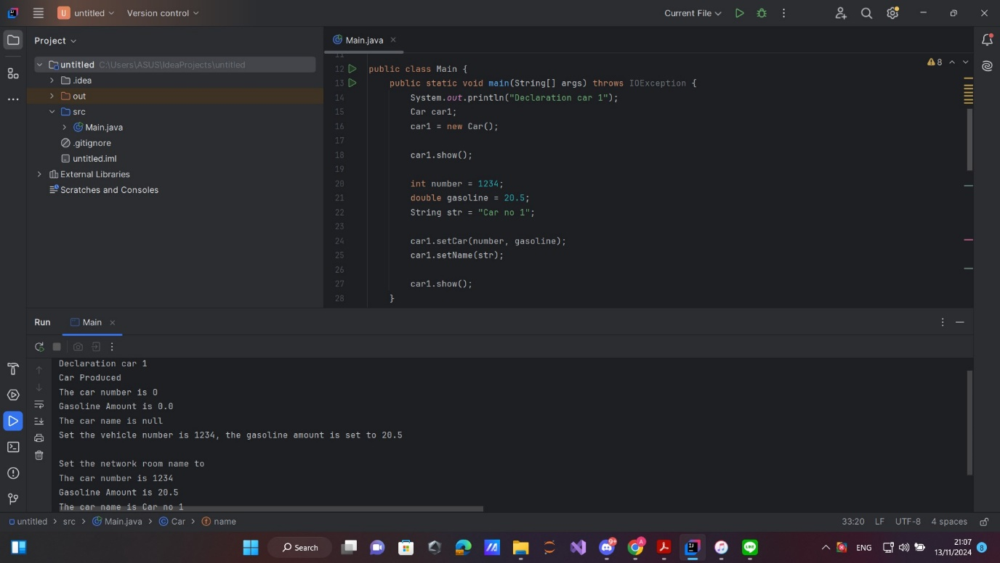 U untitled Version control Current File
Project
untitled C:\Users\ASUS\IdeaProjects\untitled
.idea
out
src
Main.java
.gitignore
untitled.iml
External Libraries
Scratches and Consoles
Main.java
8
11
12 public class Main {
13 public static void main(String[] args) throws IOException {
14 System.out.println("Declaration car 1");
15 Car car1;
16 car1 = new Car();
17
18 car1.show();
19
20 int number = 1234;
21 double gasoline = 20.5;
22 String str = "Car no 1";
23
24 car1.setCar(number, gasoline);
25 car1.setName(str);
26
27 car1.show();
28 }
Run Main
Declaration car 1
Car Produced
The car number is 0
Gasoline Amount is 0.0
The car name is null
Set the vehicle number is 1234, the gasoline amount is set to 20.5
Set the network room name to
The car number is 1234
Gasoline Amount is 20.5
The car name is Car no 1
untitled > src > Main.java > Car > name 33:20 LF UTF-8 4 spaces
Search ENG 21:07
13/11/2024 8